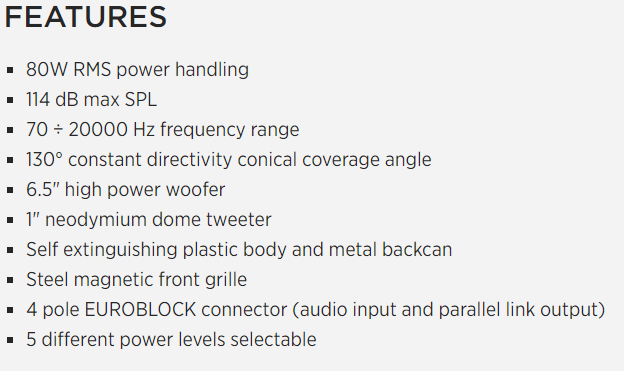 FEATURES
80W RMS power handling
114 dB max SPL
70 ÷ 20000 Hz frequency range
130° constant directivity conical coverage angle
6.5" high power woofer
1" neodymium dome tweeter
Self extinguishing plastic body and metal backcan
Steel magnetic front grille
4 pole EUROBLOCK connector (audio input and parallel link output)
5 different power levels selectable